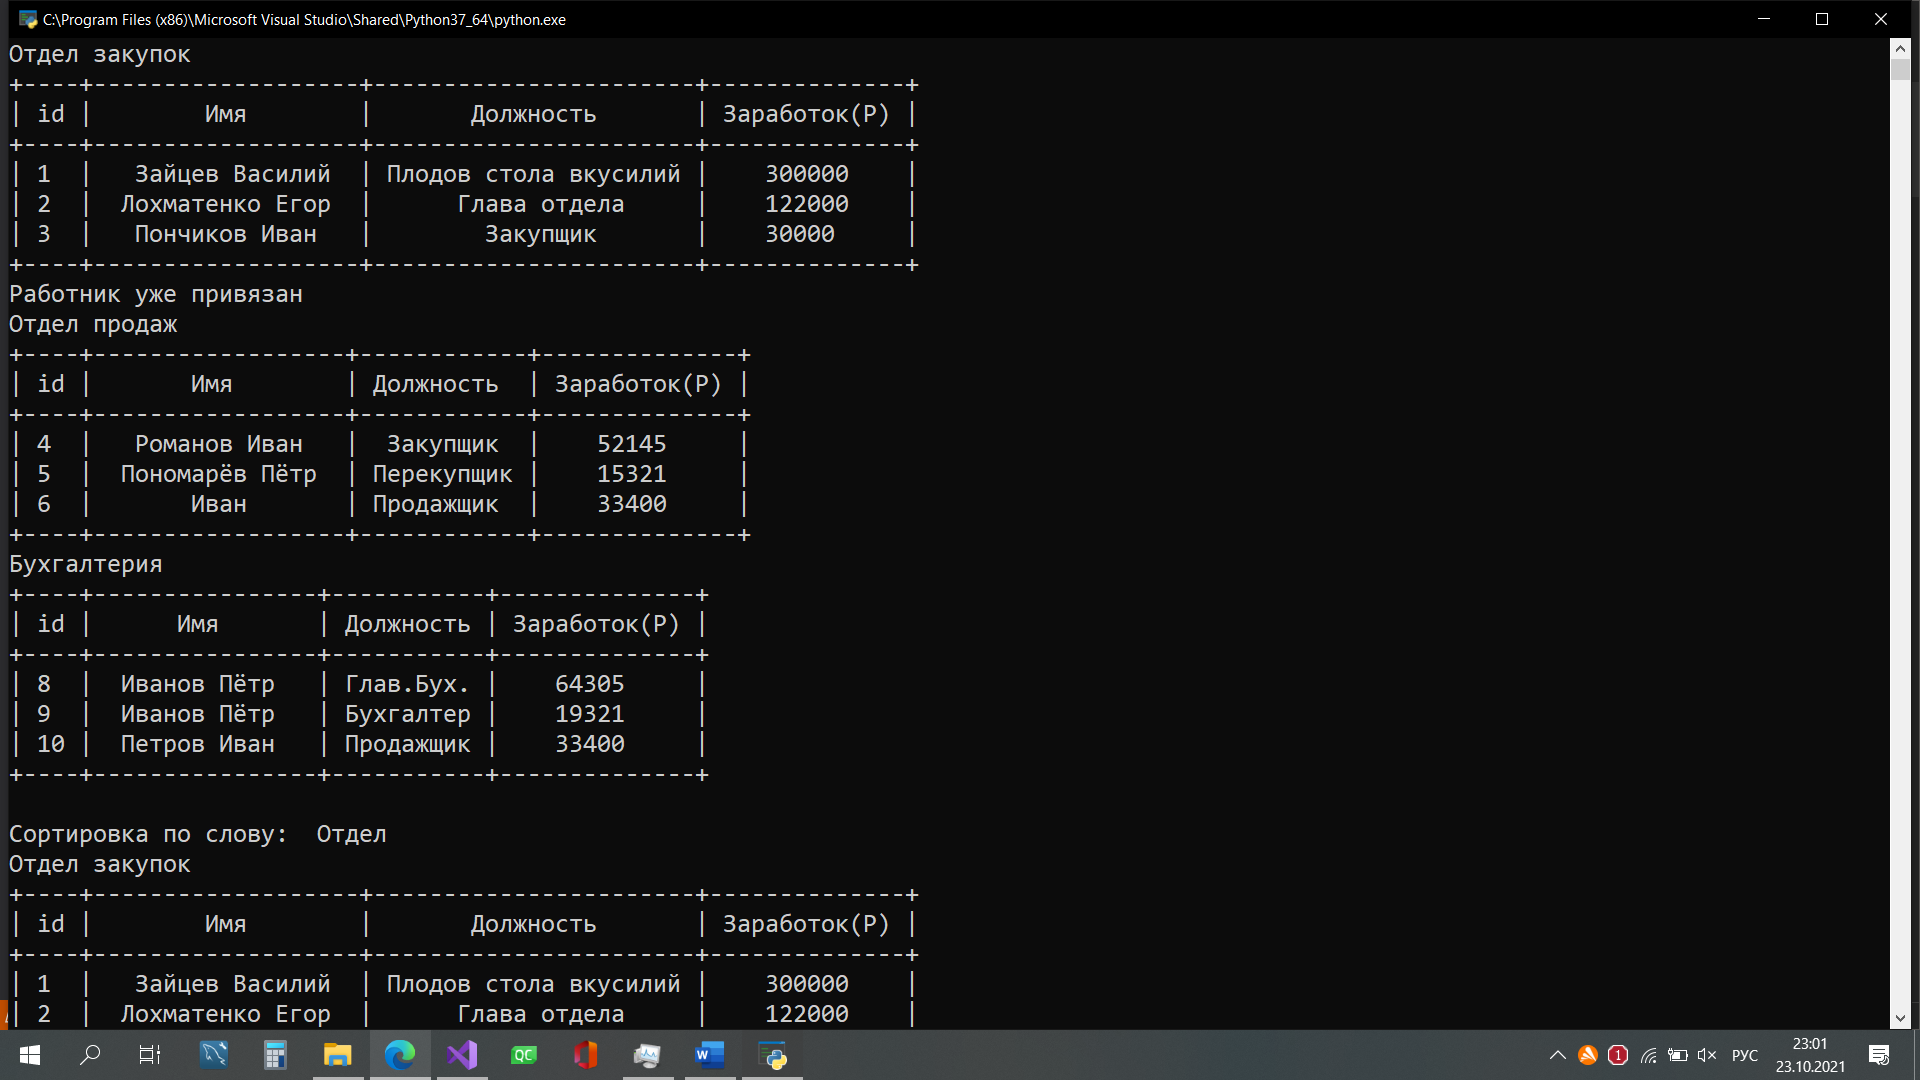 C:\Program Files (x86)\Microsoft Visual Studio\Shared\Python37_64\python.exe
Отдел закупок
+----+-------------------+-----------------------+--------------+
| id |        Имя        |       Должность       | Заработок(Р) |
+----+-------------------+-----------------------+--------------+
| 1  |   Зайцев Василий  | Плодов стола вкусилий |    300000    |
| 2  |  Лохматенко Егор  |      Глава отдела     |    122000    |
| 3  |   Пончиков Иван   |        Закупщик       |    30000     |
+----+-------------------+-----------------------+--------------+
Работник уже привязан
Отдел продаж
+----+------------------+------------+--------------+
| id |       Имя        | Должность  | Заработок(Р) |
+----+------------------+------------+--------------+
| 4  |   Романов Иван   |  Закупщик  |    52145     |
| 5  |  Пономарёв Пётр  | Перекупщик |    15321     |
| 6  |       Иван       | Продажщик  |    33400     |
+----+------------------+------------+--------------+
Бухгалтерия
+----+----------------+-----------+--------------+
| id |      Имя       | Должность | Заработок(Р) |
+----+----------------+-----------+--------------+
| 8  |  Иванов Пётр   | Глав.Бух. |    64305     |
| 9  |  Иванов Пётр   | Бухгалтер |    19321     |
| 10 |  Петров Иван   | Продажщик |    33400     |
+----+----------------+-----------+--------------+
Сортировка по слову:  Отдел
Отдел закупок
+----+-------------------+-----------------------+--------------+
| id |        Имя        |       Должность       | Заработок(Р) |
+----+-------------------+-----------------------+--------------+
| 1  |   Зайцев Василий  | Плодов стола вкусилий |    300000    |
| 2  |  Лохматенко Егор  |      Глава отдела     |    122000    |
QC
W
1
РУС
23:01
23.10.2021